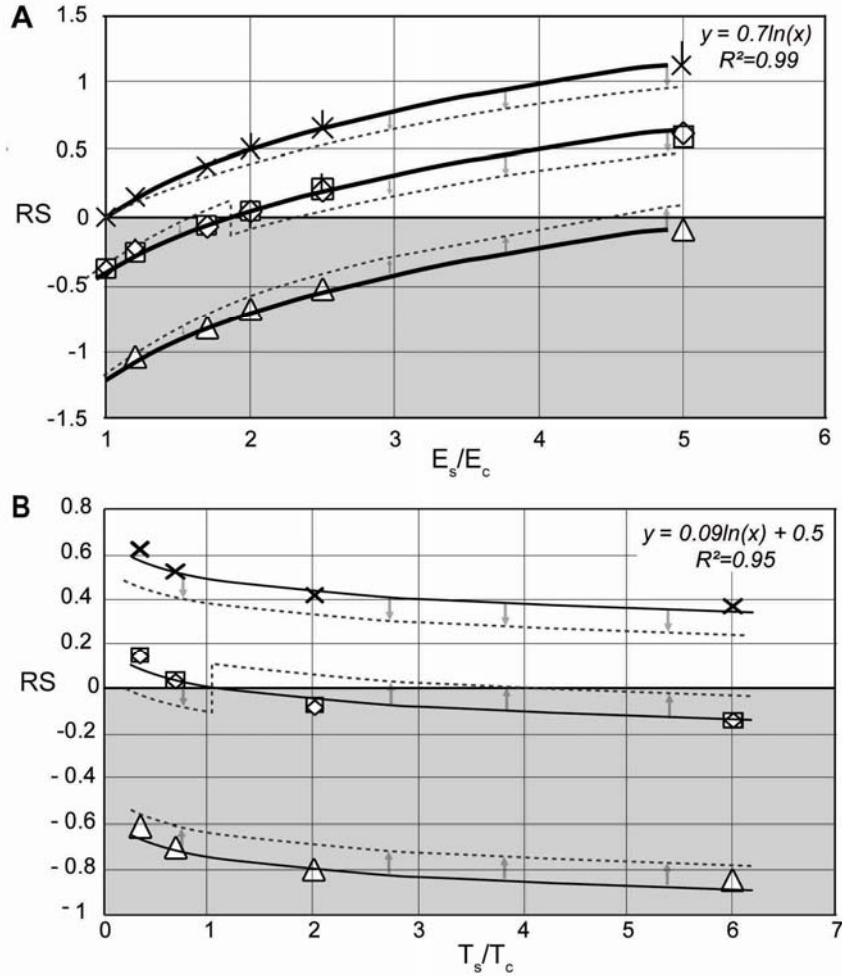 A
1.5
y = 0.7ln(x)
R²=0.99
1
0.5
RS
0
-0.5
-1
-1.5
1 2 3 4 5 6
Es/Ec
B
0.8
y = 0.09ln(x) + 0.5
R²=0.95
0.6
0.4
0.2
RS
0
-0.2
-0.4
-0.6
-0.8
-1
0 1 2 3 4 5 6 7
Ts/Tc